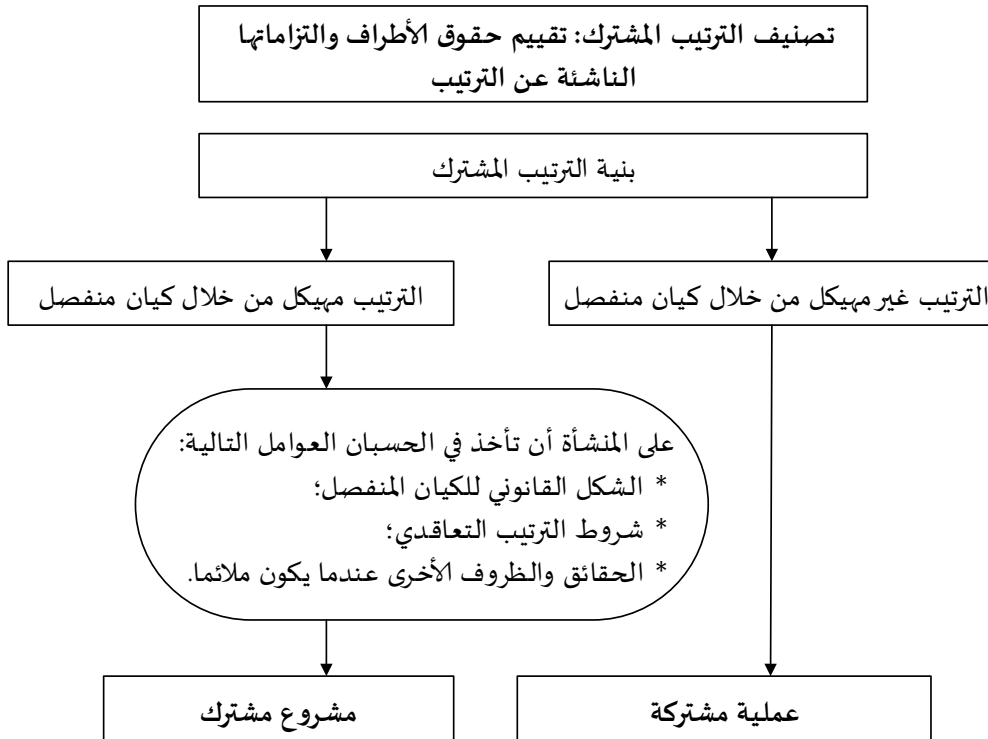 تصنيف الترتيب المشترك: تقييم حقوق الأطراف والتزاماتها
الناشئة عن الترتيب
بنية الترتيب المشترك
الترتيب غير مهيكل من خلال كيان منفصل
الترتيب مهيكل من خلال كيان منفصل
على المنشأة أن تأخذ في الحسبان العوامل التالية:
* الشكل القانوني للكيان المنفصل؛
* شروط الترتيب التعاقدي؛
* الحقائق والظروف الأخرى عندما يكون ملائما.
عملية مشتركة
مشروع مشترك